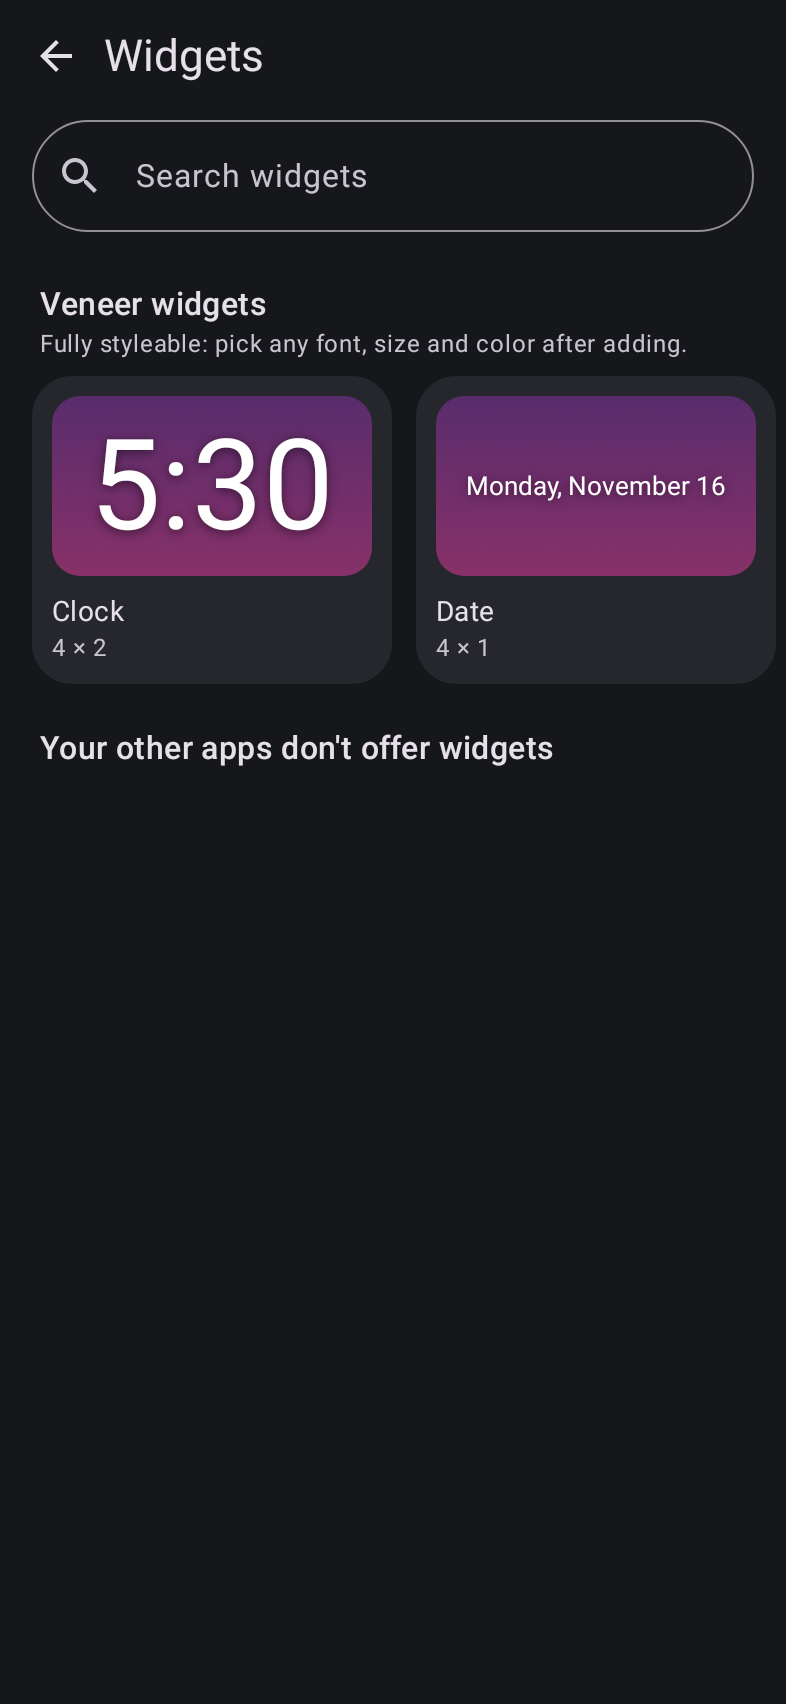 Widgets
Search widgets
Veneer widgets
Fully styleable: pick any font, size and color after adding.
5:30
Monday, November 16
Clock
4 × 2
Date
4 × 1
Your other apps don't offer widgets